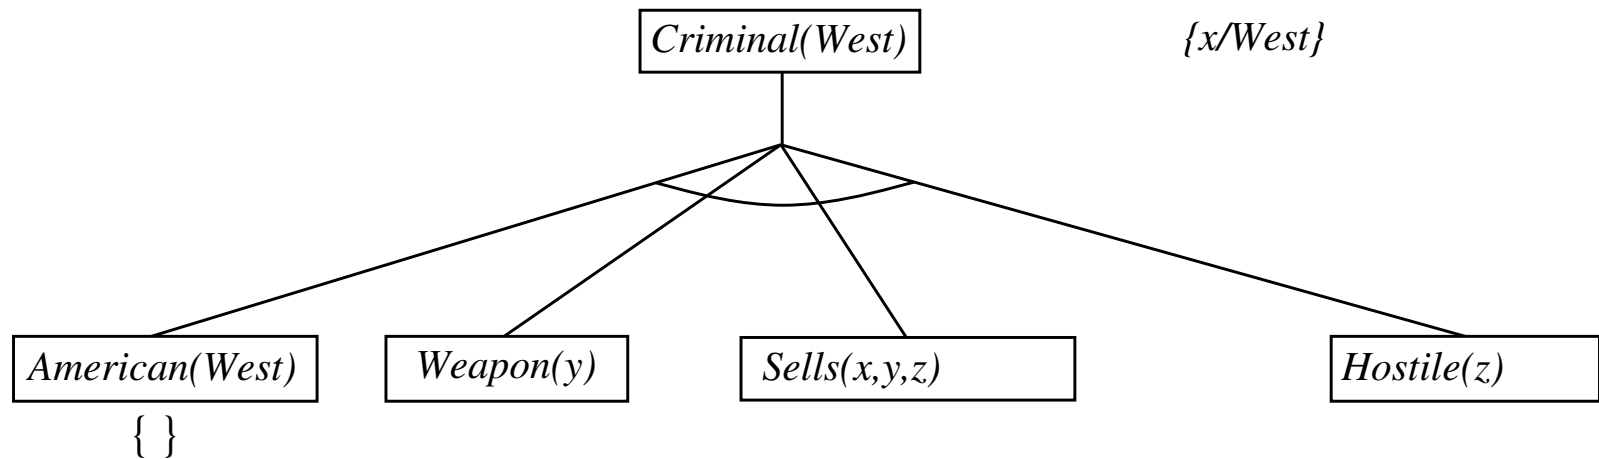 Criminal(West)
{x/West}
American(West)
Weapon(y)
Sells(x,y,z)
Hostile(z)
{ }